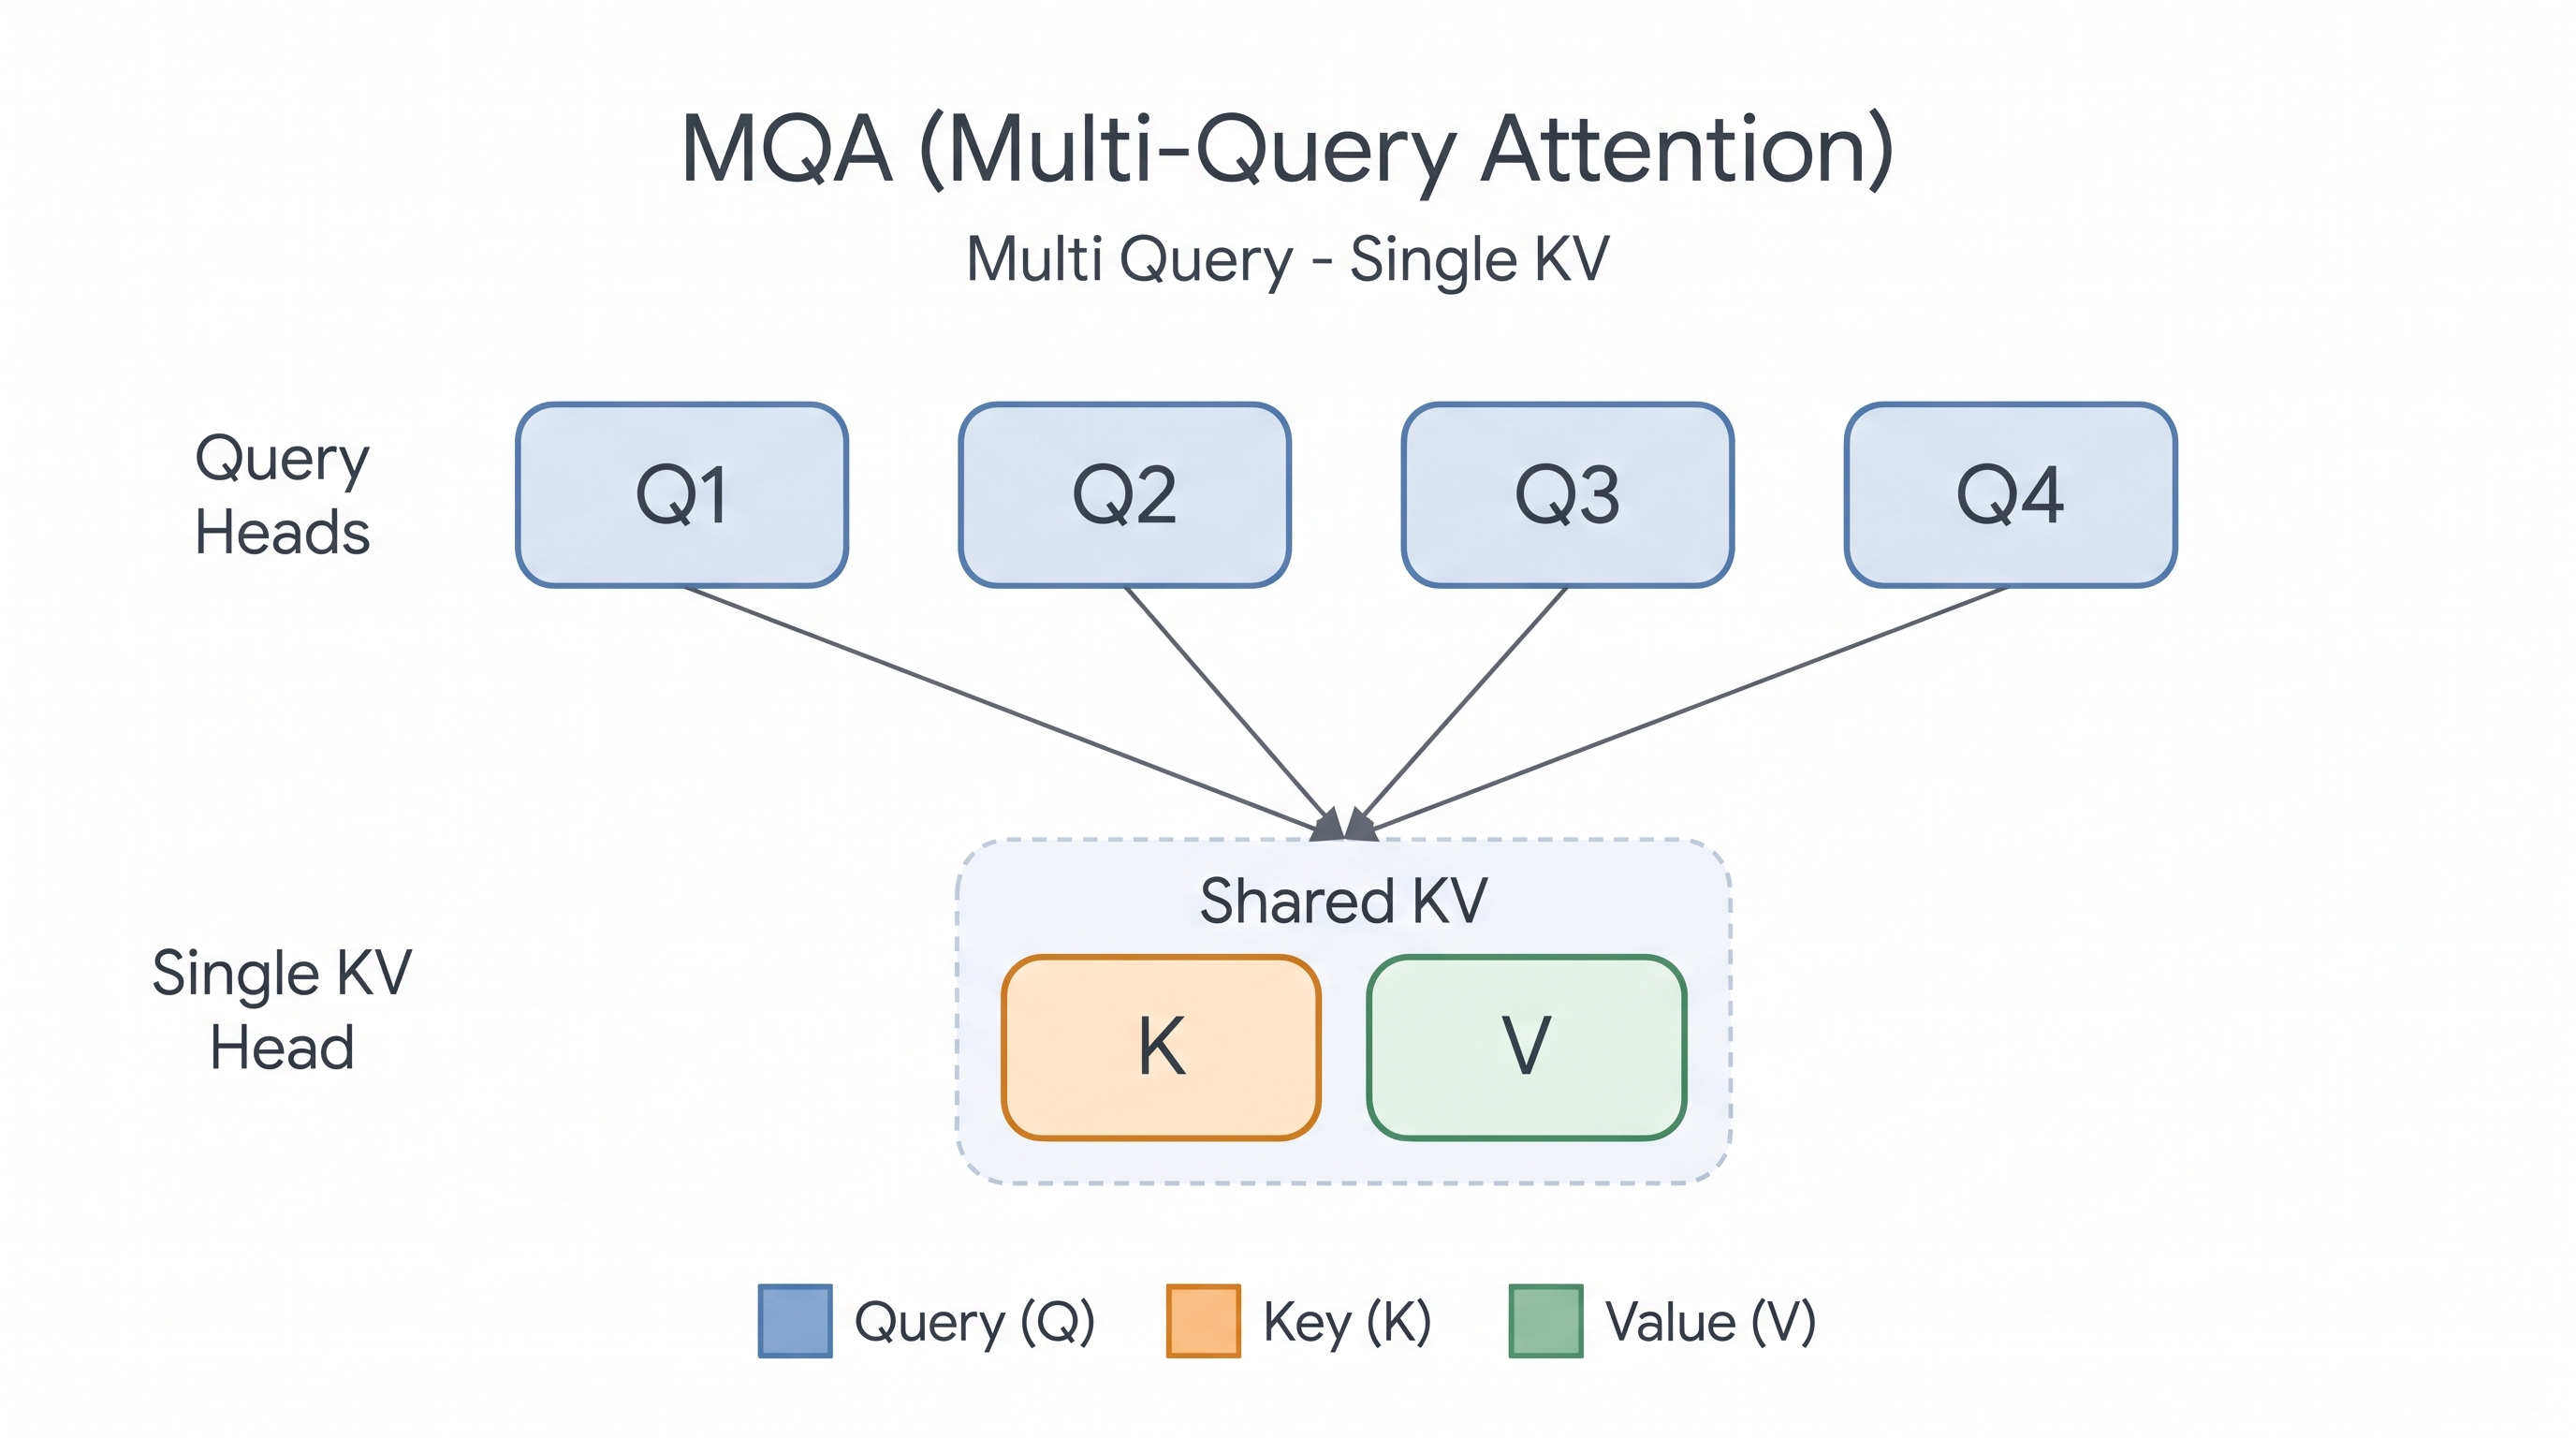 MQA (Multi-Query Attention)
Multi Query - Single KV
Query
Heads
Q1
Q2
Q3
Q4
Shared KV
Single KV
Head
K
V
Query (Q)
Key (K)
Value (V)